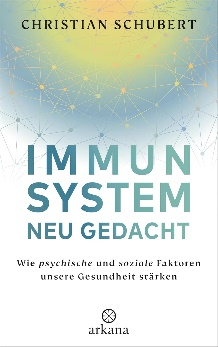 CHRISTIAN SCHUBERT
IMMUN
SYSTEM
NEU GEDACHT
Wie psychische und soziale Faktoren
unsere Gesundheit stärken
arkana